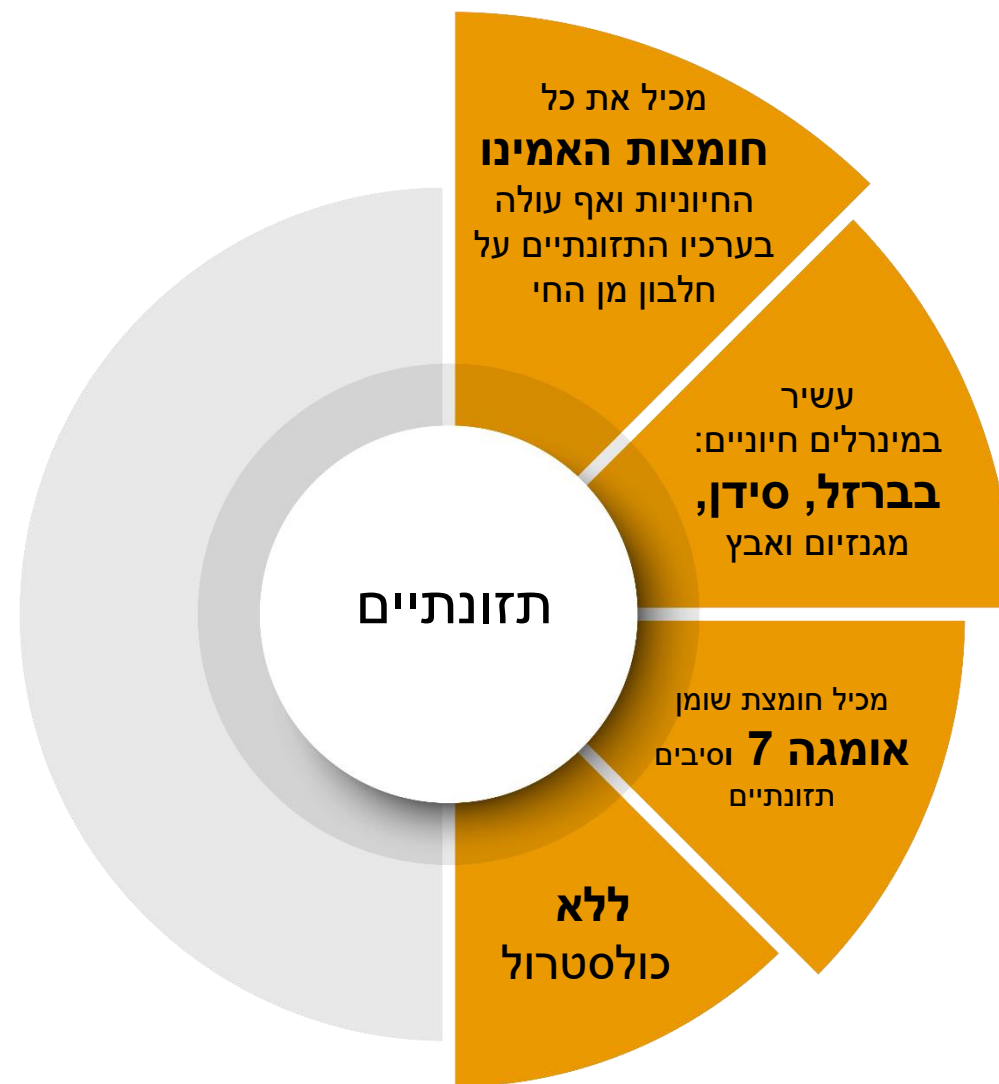 מכיל את כל
חומצות האמינו
החיוניות ואף עולה
בערכיו התזונתיים על
חלבון מן החי
עשיר
במינרלים חיוניים:
בברזל, סידן,
מגנזיום ואבץ
תזונתיים
מכיל חומצת שומן
אומגה 7 וסיבים
תזונתיים
ללא
כולסטרול